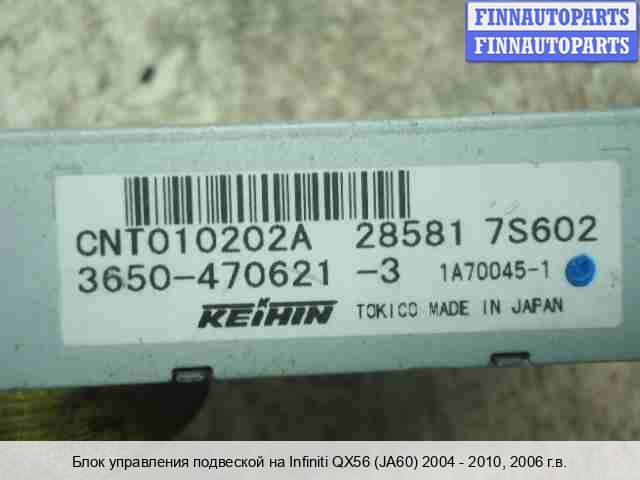 FINNAUTOPARTS
FINNAUTOPARTS
CNT010202A 28581 7S602
3650-470621-3 1A70045-1
KEIHIN TOKICO MADE IN JAPAN
Блок управления подвеской на Infiniti QX56 (JA60) 2004 - 2010, 2006 г.в.